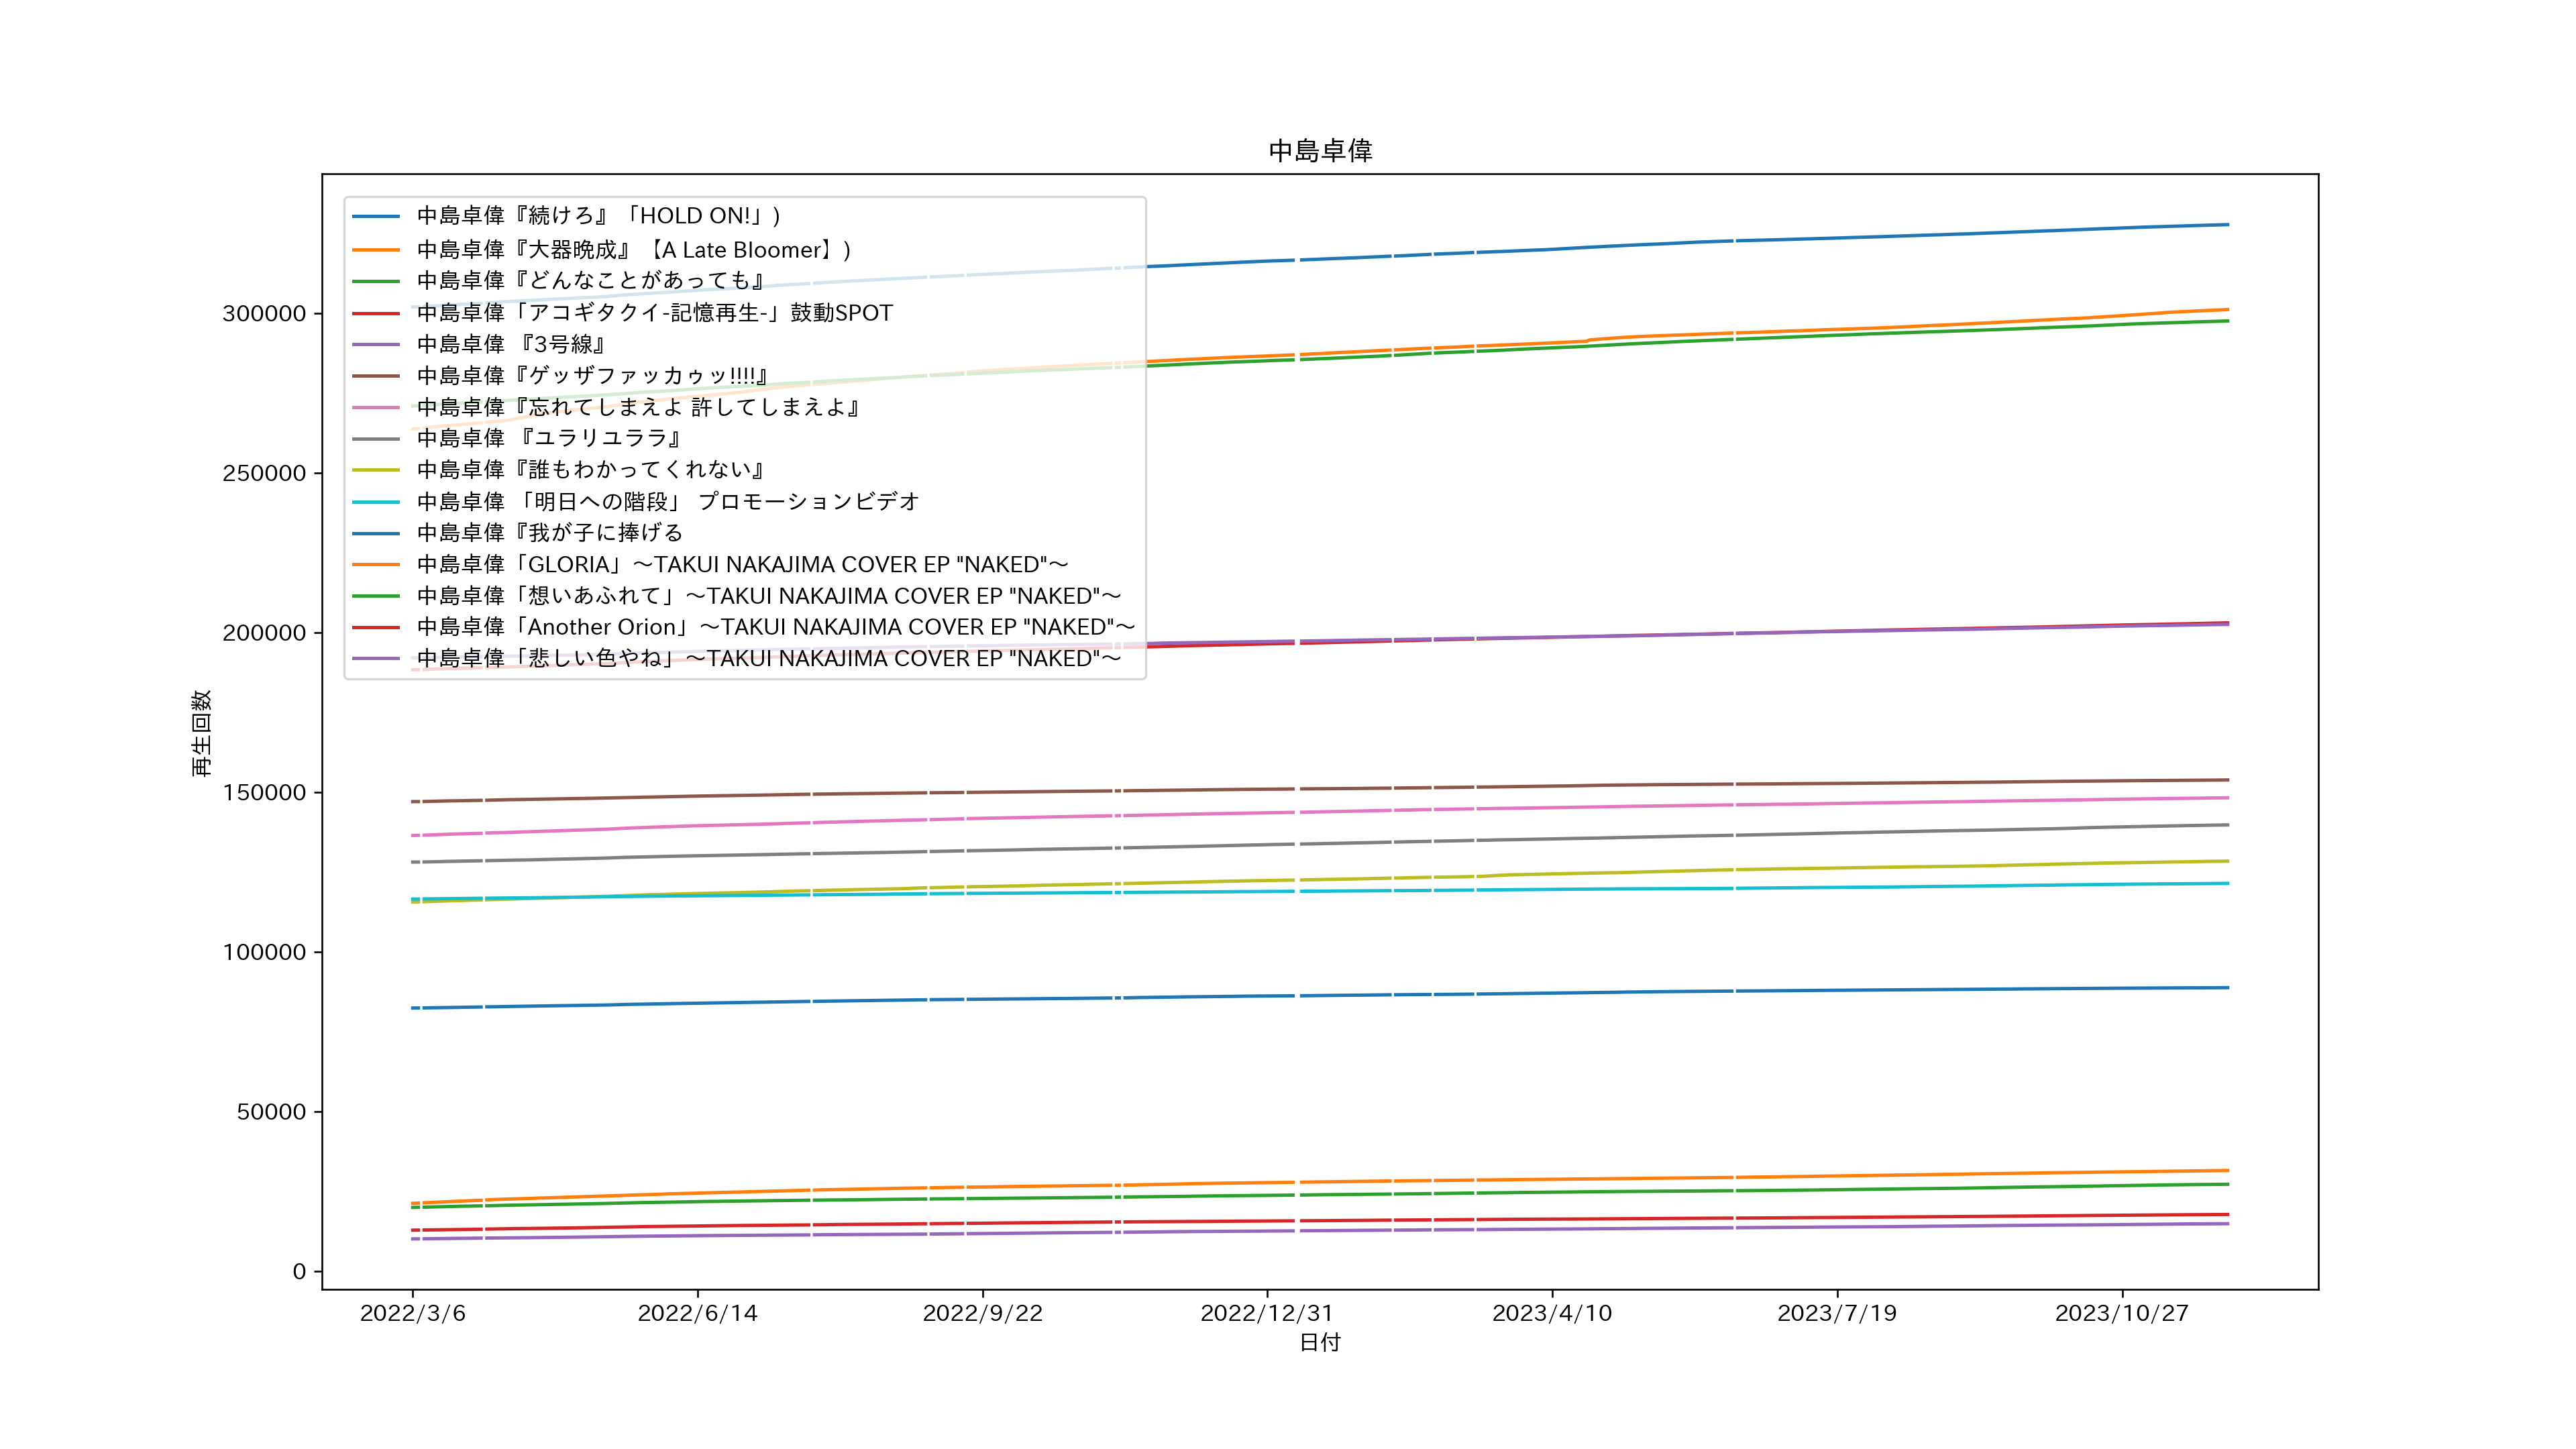 中島卓偉
中島卓偉『続けろ』「HOLD ON!」)
中島卓偉『大器晩成』【A Late Bloomer】)
中島卓偉『どんなことがあっても』
中島卓偉「アコギタクイ-記憶再生-」鼓動SPOT
中島卓偉 『3号線』
中島卓偉『ゲッザファッカゥッ!!!!』
中島卓偉『忘れてしまえよ 許してしまえよ』
中島卓偉 『ユラリユララ』
中島卓偉『誰もわかってくれない』
中島卓偉 「明日への階段」 プロモーションビデオ
中島卓偉『我が子に捧げる
中島卓偉「GLORIA」～TAKUI NAKAJIMA COVER EP "NAKED"～
中島卓偉「想いあふれて」～TAKUI NAKAJIMA COVER EP "NAKED"～
中島卓偉「Another Orion」～TAKUI NAKAJIMA COVER EP "NAKED"～
中島卓偉「悲しい色やね」～TAKUI NAKAJIMA COVER EP "NAKED"～
300000
250000
200000
150000
100000
50000
0
再生回数
2022/3/6
2022/6/14
2022/9/22
2022/12/31
2023/4/10
2023/7/19
2023/10/27
日付